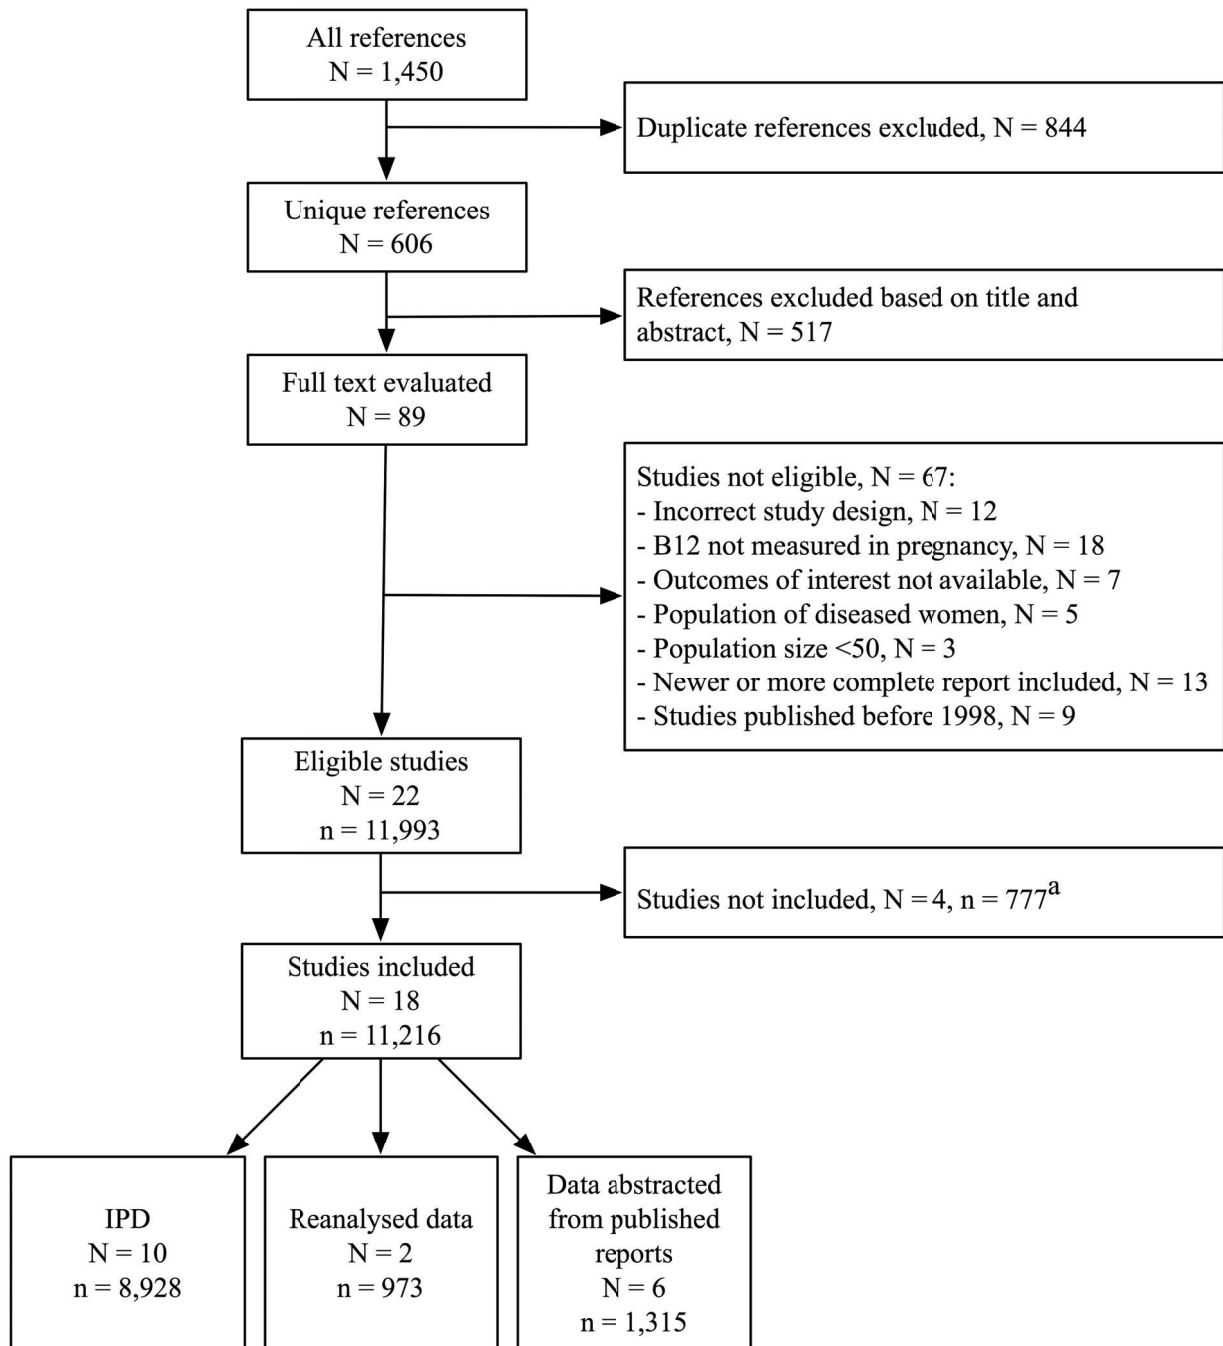 All references
N = 1,450
Duplicate references excluded, N = 844
Unique references
N = 606
References excluded based on title and
abstract, N = 517
Full text evaluated
N = 89
Studies not eligible, N = 67:
- Incorrect study design, N = 12
- B12 not measured in pregnancy, N = 18
- Outcomes of interest not available, N = 7
- Population of diseased women, N = 5
- Population size <50, N = 3
- Newer or more complete report included, N = 13
- Studies published before 1998, N = 9
Eligible studies
N = 22
n = 11,993
Studies not included, N = 4, n = 777a
Studies included
N = 18
n = 11,216
IPD
N = 10
n = 8,928
Reanalysed data
N = 2
n = 973
Data abstracted
from published
reports
N = 6
n = 1,315